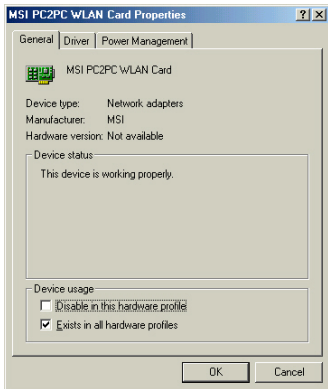 MSI PC2PC WLAN Card Properties
General Driver Power Management
MSI PC2PC WLAN Card
Device type: Network adapters
Manufacturer: MSI
Hardware version: Not available
Device status
This device is working properly.
Device usage
Disable in this hardware profile
Exists in all hardware profiles
OK Cancel